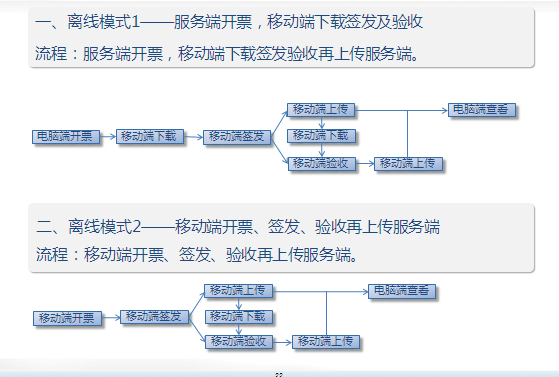 一、离线模式1——服务端开票，移动端下载签发及验收
流程：服务端开票，移动端下载签发验收再上传服务端。
移动端上传
电脑端查看
电脑端开票
移动端下载
移动端签发
移动端下载
移动端验收
移动端上传
二、离线模式2——移动端开票、签发、验收再上传服务端
流程：移动端开票、签发、验收再上传服务端。
移动端上传
电脑端查看
移动端开票
移动端签发
移动端下载
移动端验收
移动端上传